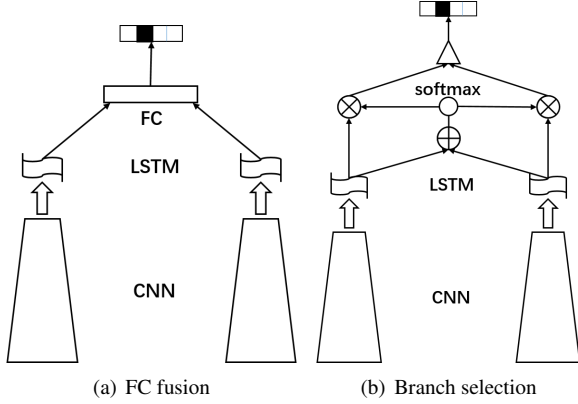 FC
LSTM
CNN
(a) FC fusion
softmax
LSTM
CNN
(b) Branch selection